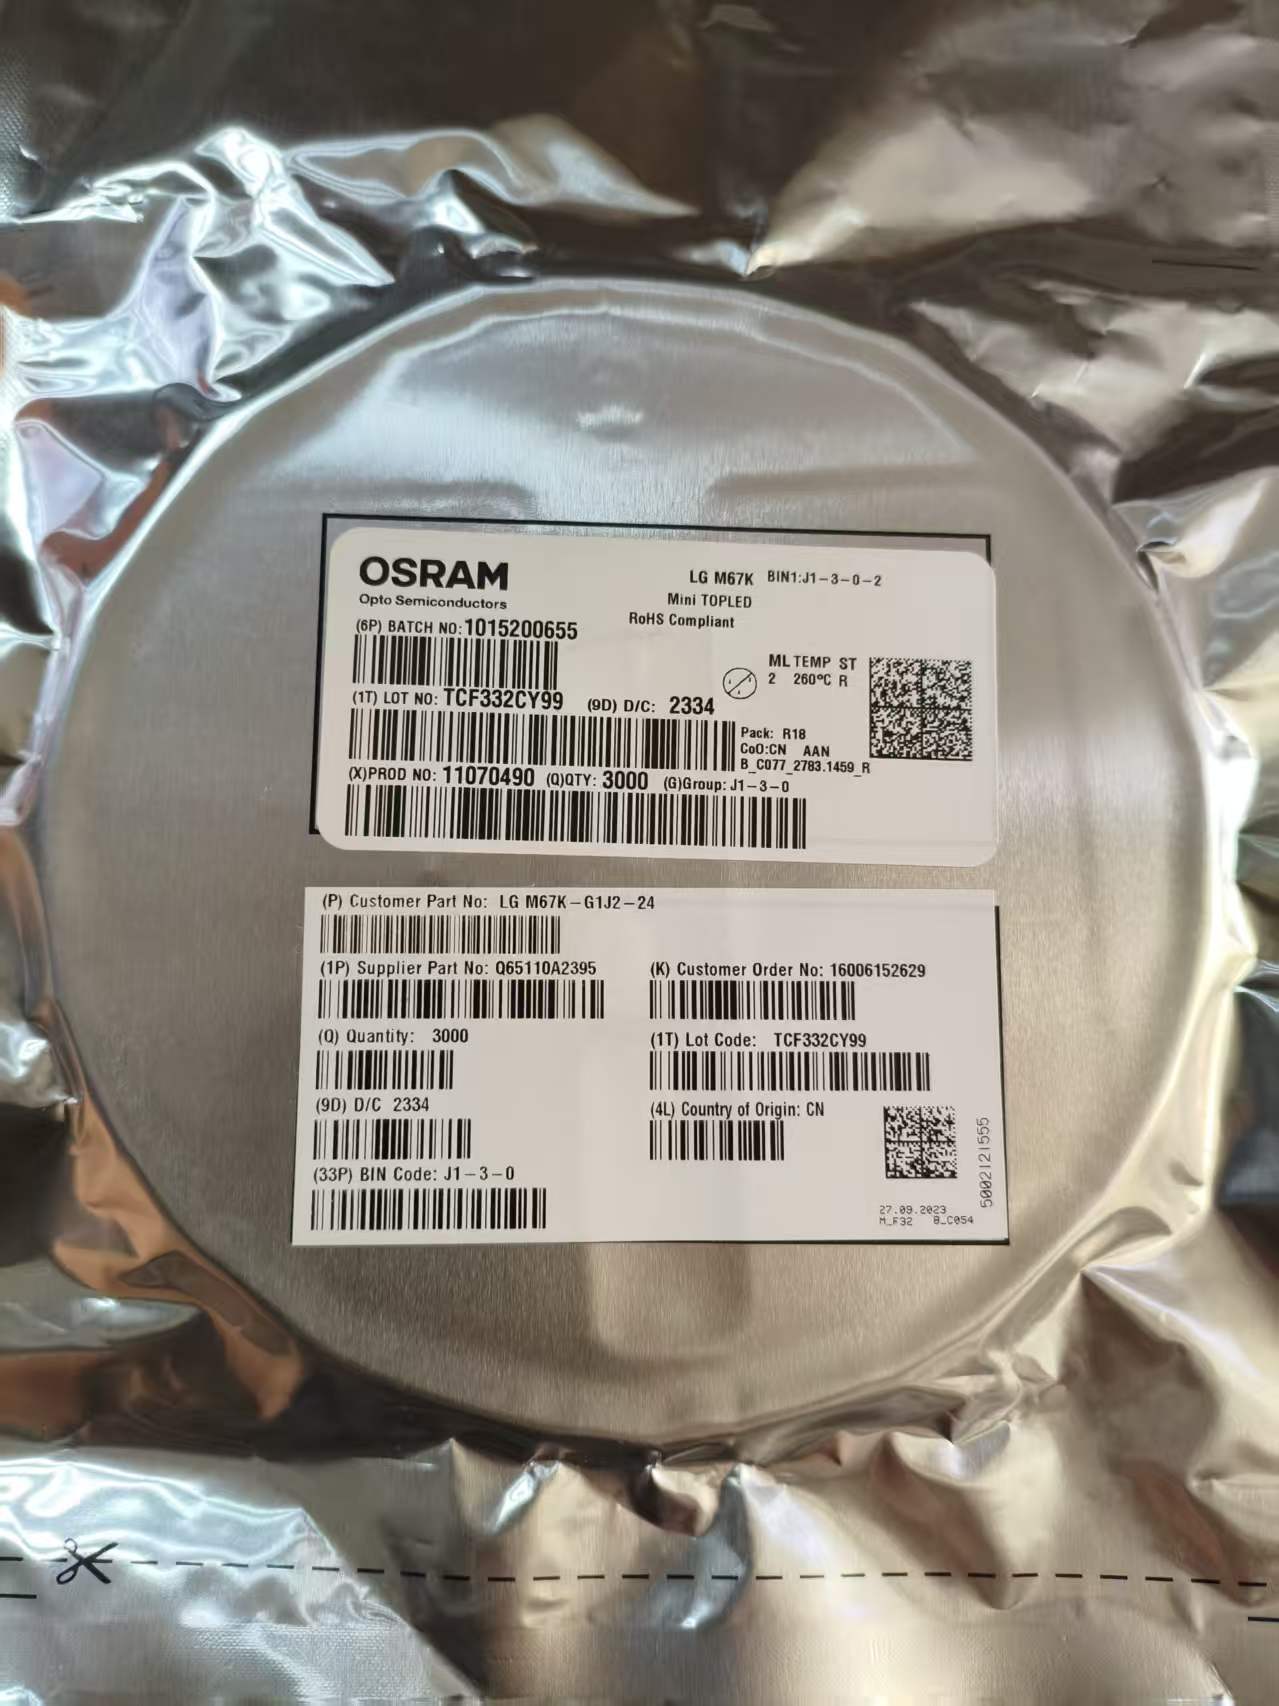 OSRAM
Opto Semiconductors
LG M67K BIN1:J1-3-0-2
Mini TOPLED
RoHS Compliant
(6P) BATCH NO:1015200655
(1T) LOT NO: TCF332CY99 (9D) D/C: 2334
ML TEMP ST
2 260°C R
Pack: R18
CoO:CN AAN
B_C077_2783.1459_R
(X)PROD NO: 11070490 (Q)QTY: 3000 (G)Group: J1-3-0
(P) Customer Part No: LG M67K-G1J2-24
(1P) Supplier Part No: Q65110A2395
(K) Customer Order No: 16006152629
(Q) Quantity: 3000
(1T) Lot Code: TCF332CY99
(9D) D/C 2334
(4L) Country of Origin: CN
(33P) BIN Code: J1-3-0
27.09.2023
M_F32 B_C054
5002121555